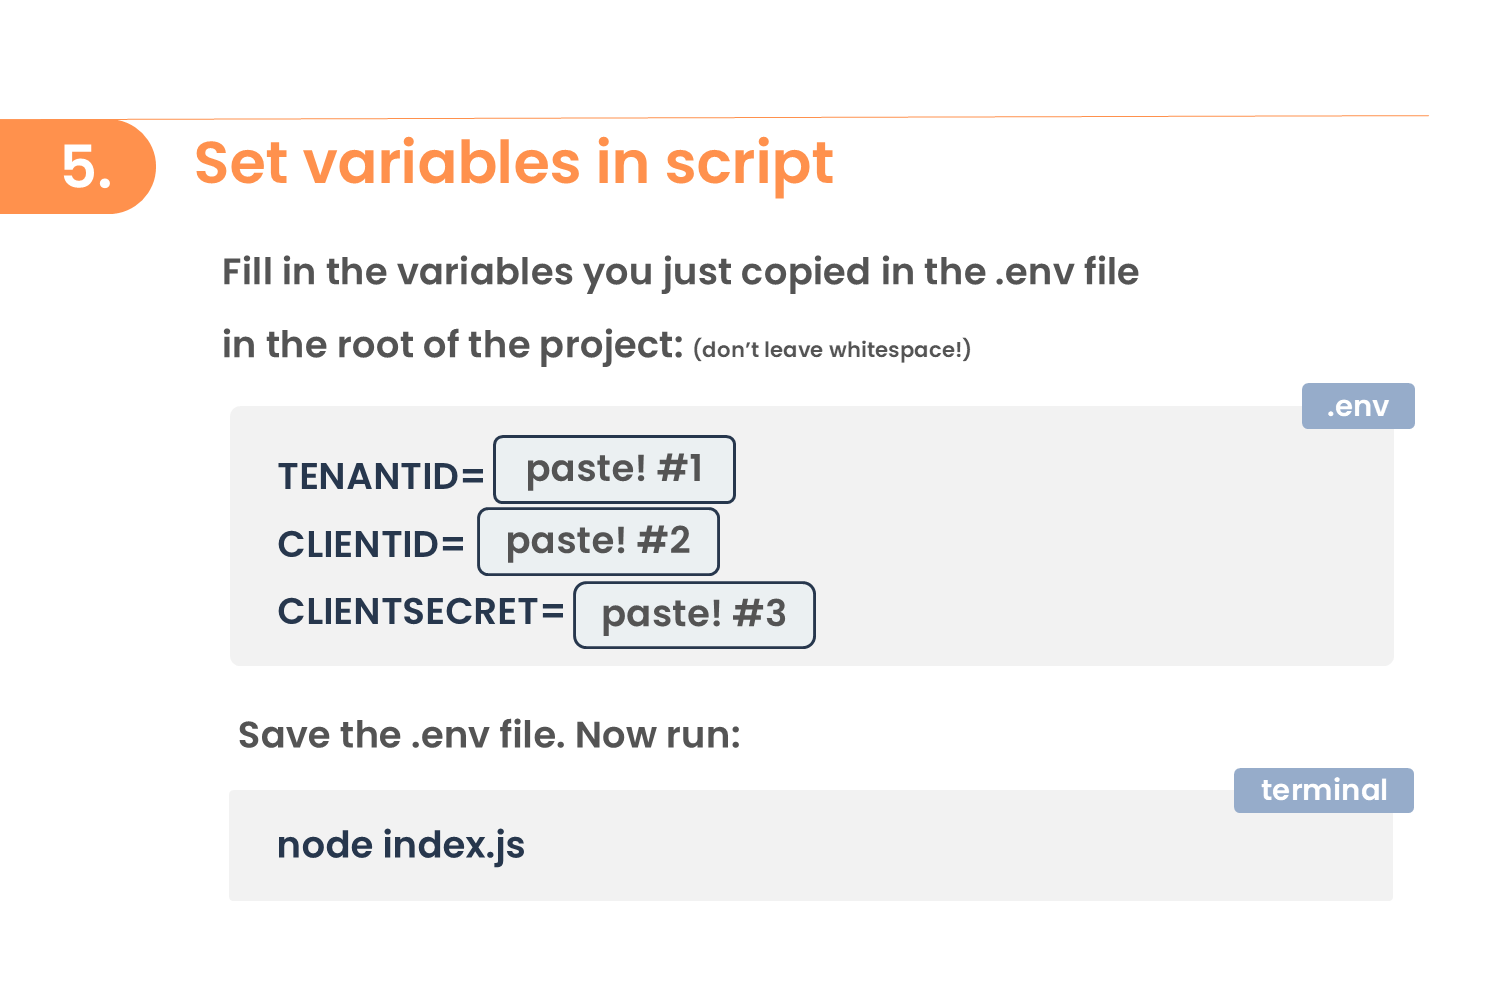 5. Set variables in script
Fill in the variables you just copied in the .env file
in the root of the project: (don’t leave whitespace!)
.env
TENANTID= paste! #1
CLIENTID= paste! #2
CLIENTSECRET= paste! #3
Save the .env file. Now run:
terminal
node index.js